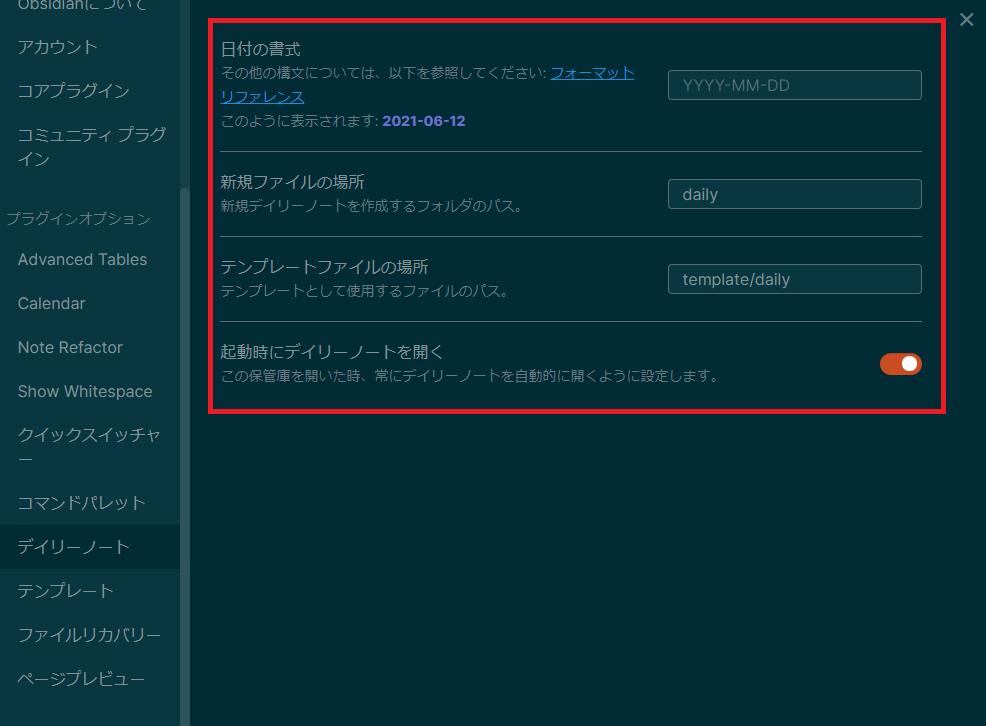 Obsidianについて
アカウント
コアプラグイン
コミュニティ プラグ
イン
プラグインオプション
Advanced Tables
Calendar
Note Refactor
Show Whitespace
クイックスイッチャ
ー
コマンドパレット
デイリーノート
テンプレート
ファイルリカバリー
ページプレビュー
日付の書式
その他の構文については、以下を参照してください: フォーマット
リファレンス
このように表示されます: 2021-06-12
YYYY-MM-DD
新規ファイルの場所
新規デイリーノートを作成するフォルダのパス。
daily
テンプレートファイルの場所
テンプレートとして使用するファイルのパス。
template/daily
起動時にデイリーノートを開く
この保管庫を開いた時、常にデイリーノートを自動的に開くように設定します。